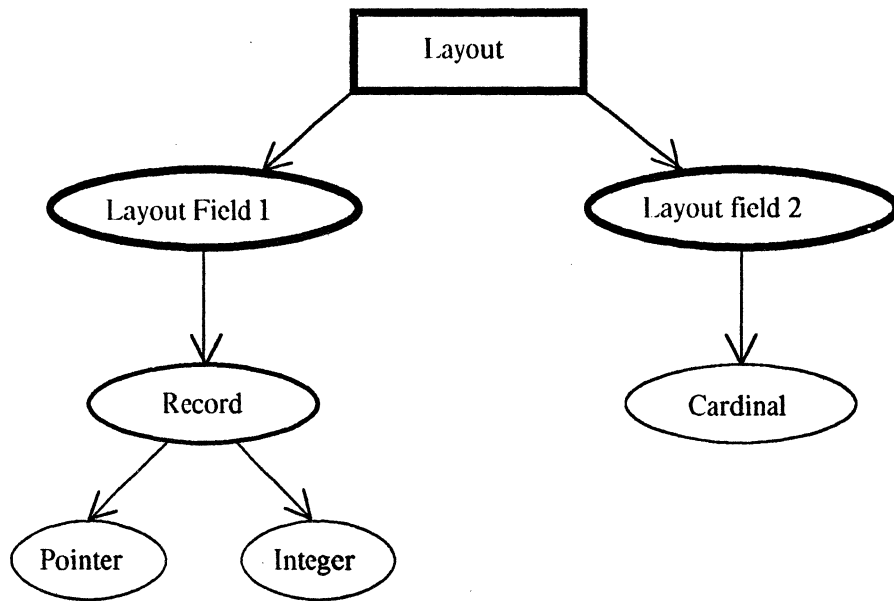 Layout
Layout Field 1
Layout field 2
Record
Cardinal
Pointer
Integer